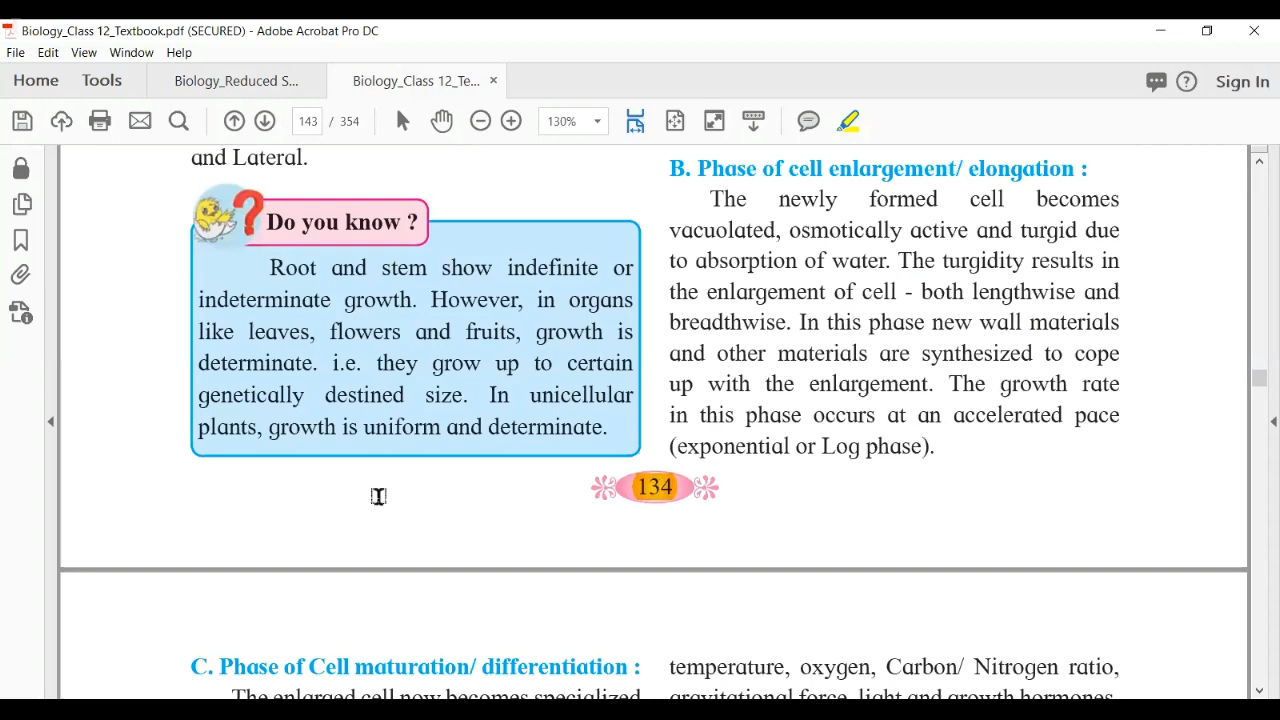 Biology_Class 12_Textbook.pdf (SECURED) - Adobe Acrobat Pro DC
File Edit View Window Help
Home Tools Biology_Reduced S... Biology_Class 12_Te... × Sign In
143 / 354 130%
and Lateral.
Do you know ?
Root and stem show indefinite or
indeterminate growth. However, in organs
like leaves, flowers and fruits, growth is
determinate. i.e. they grow up to certain
genetically destined size. In unicellular
plants, growth is uniform and determinate.
B. Phase of cell enlargement/ elongation :
The newly formed cell becomes
vacuolated, osmotically active and turgid due
to absorption of water. The turgidity results in
the enlargement of cell - both lengthwise and
breadthwise. In this phase new wall materials
and other materials are synthesized to cope
up with the enlargement. The growth rate
in this phase occurs at an accelerated pace
(exponential or Log phase).
134
C. Phase of Cell maturation/ differentiation :
The enlarged cell now becomes specialized
temperature, oxygen, Carbon/ Nitrogen ratio,
gravitational force, light and growth hormones.